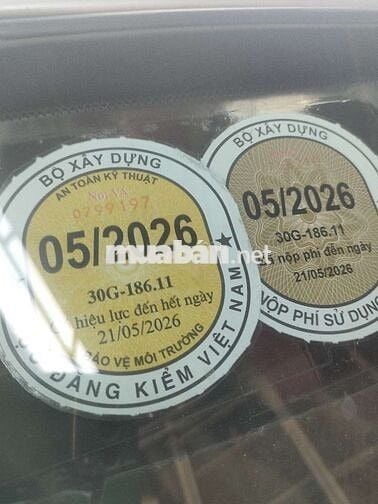 BỘ XÂY DỰNG
AN TOÀN KỸ THUẬT
0799197
05/2026
30G-186.11
hiệu lực đến hết ngày
21/05/2026
BẢO VỆ MÔI TRƯỜNG
ĐĂNG KIỂM VIỆT NAM
muaban.net
BỘ XÂY DỰNG
05/2026
30G-186.11
nộp phí đến ngày
21/05/2026
NỘP PHÍ SỬ DỤNG